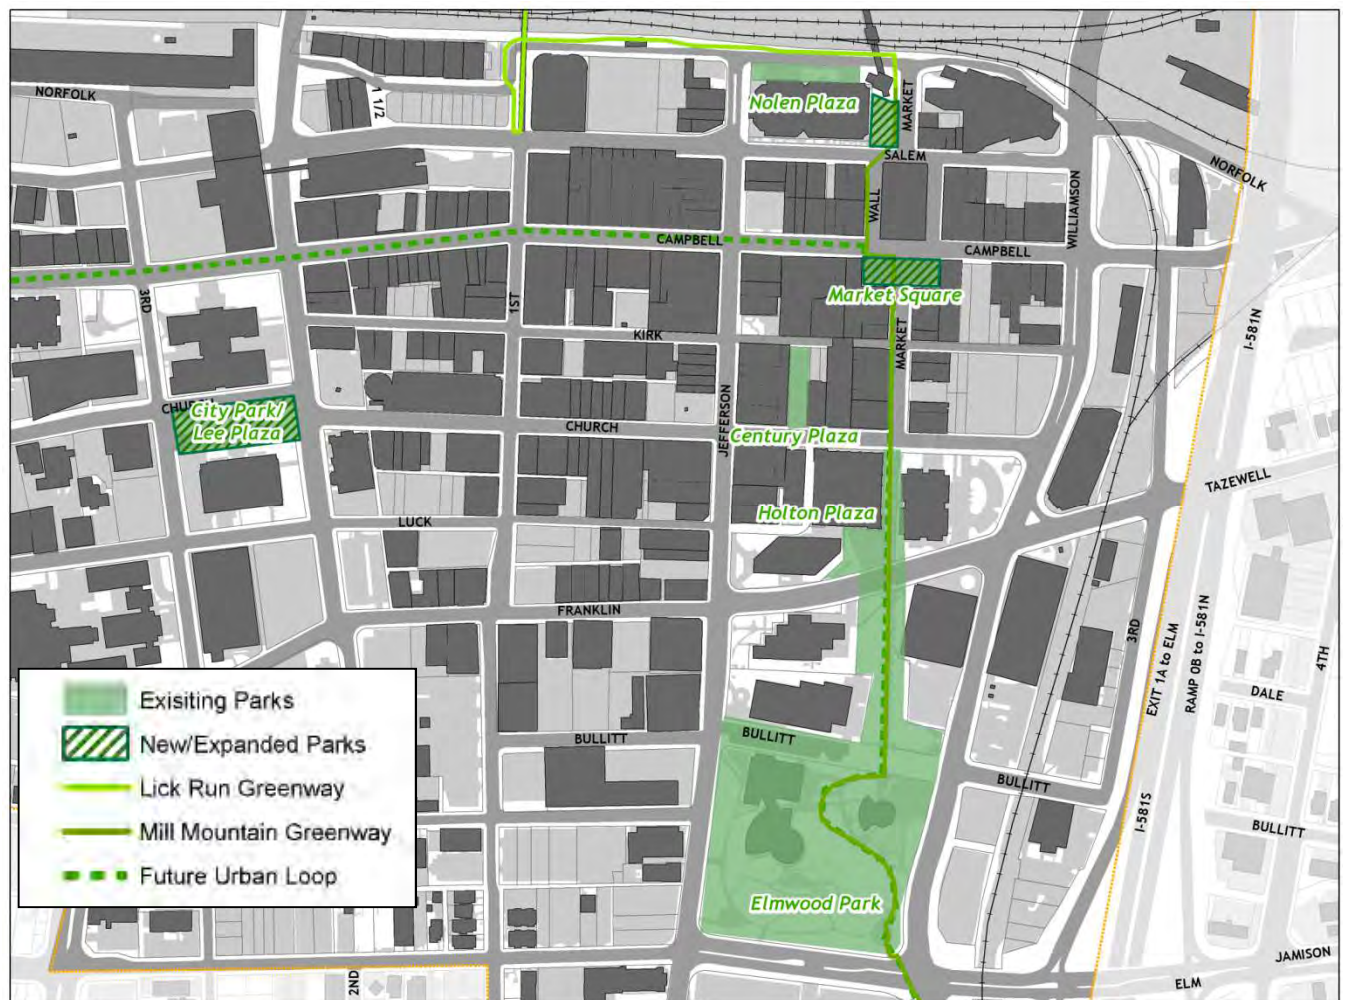 NORFOLK
1 1/2
MARKET
Nolen Plaza
SALEM
NORFOLK
WALL
WILLIAMSON
CAMPBELL
CAMPBELL
3RD
1ST
Market Square
KIRK
MARKET
I-581N
JEFFERSON
CHURCH
City Park/
Lee Plaza
CHURCH
Century Plaza
TAZEWELL
LUCK
Holton Plaza
FRANKLIN
3RD
EXIT 1A to ELM
RAMP 0B to I-581N
4TH
DALE
BULLITT
BULLITT
BULLITT
I-581S
BULLITT
Exisiting Parks
New/Expanded Parks
Lick Run Greenway
Mill Mountain Greenway
Future Urban Loop
Elmwood Park
2ND
ELM
JAMISON